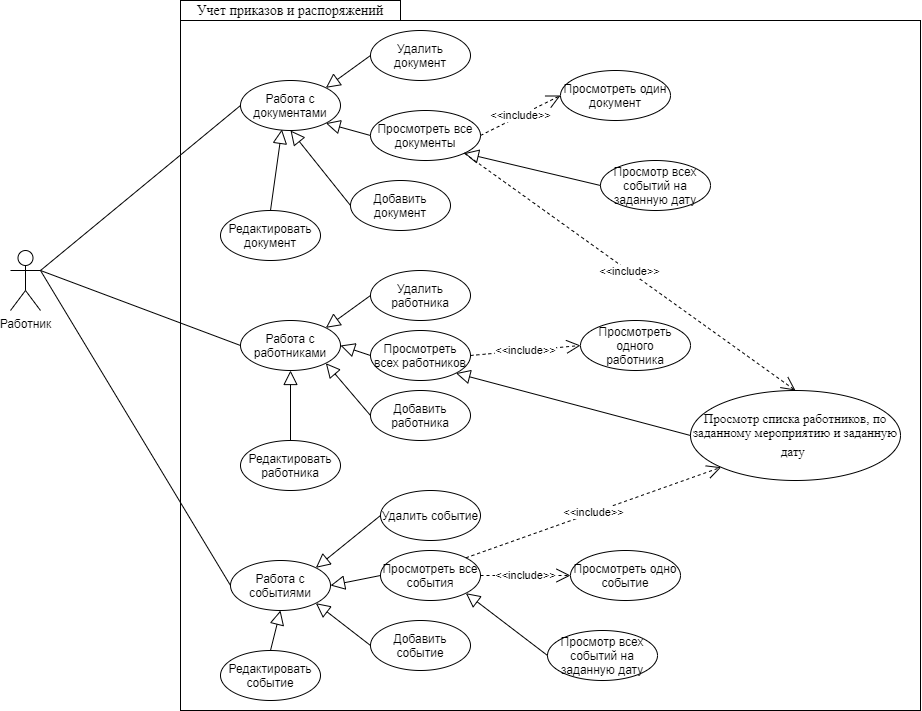 Учет приказов и распоряжений
Удалить
документ
Работа с
документами
Просмотреть один
документ
<<include>>
Просмотреть все
документы
Просмотр всех
событий на
заданную дату
Добавить
документ
Редактировать
документ
<<include>>
Работник
Удалить
работника
Работа с
работниками
Просмотреть
всех работников
<<include>>
Просмотреть
одного
работника
Добавить
работника
Просмотр списка работников, по
заданному мероприятию и заданную
дату
Редактировать
работника
Удалить событие
<<include>>
Работа с
событиями
Просмотреть все
события
<<include>>
Просмотреть одно
событие
Добавить
событие
Просмотр всех
событий на
заданную дату
Редактировать
событие